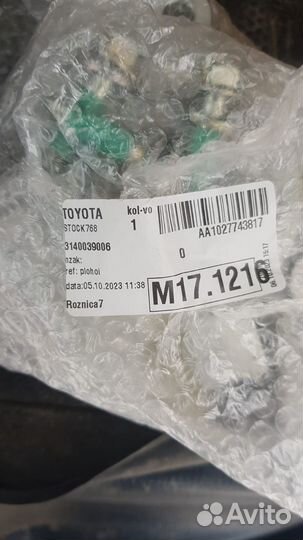 TOYOTA kol-vo
STOCK768 1 AA1027743817
3140039006
nzak: 0
ref: plohoi
data:05.10.2023 11:38 M17.1216
Roznica7
Avito